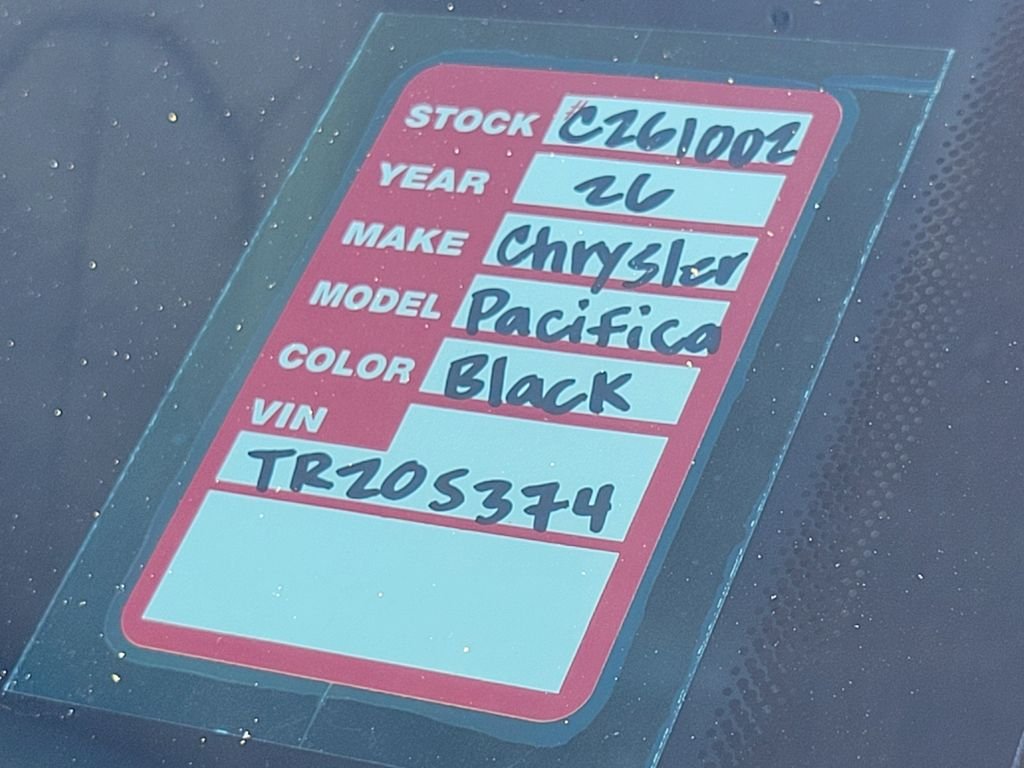 STOCK #C261002
YEAR 26
MAKE Chrysler
MODEL Pacifica
COLOR Black
VIN
TR205374